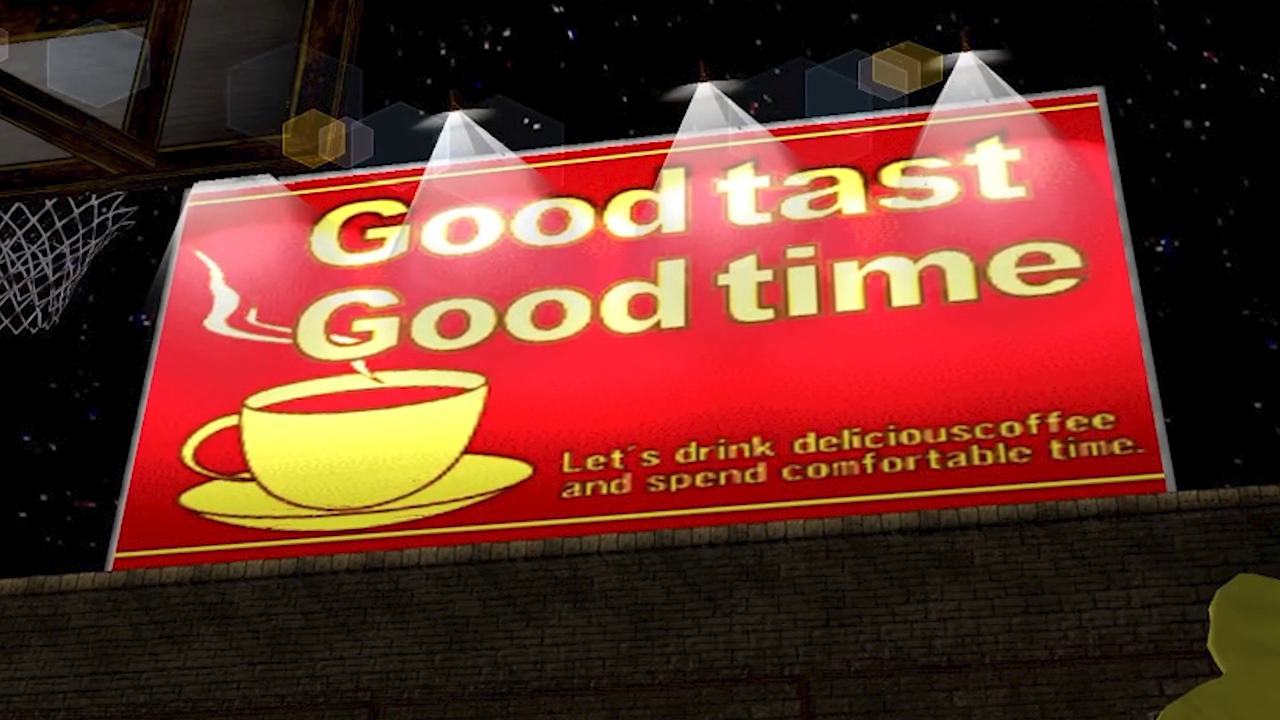 Good tast
Good time
Let's drink deliciouscoffee
and spend comfortable time.